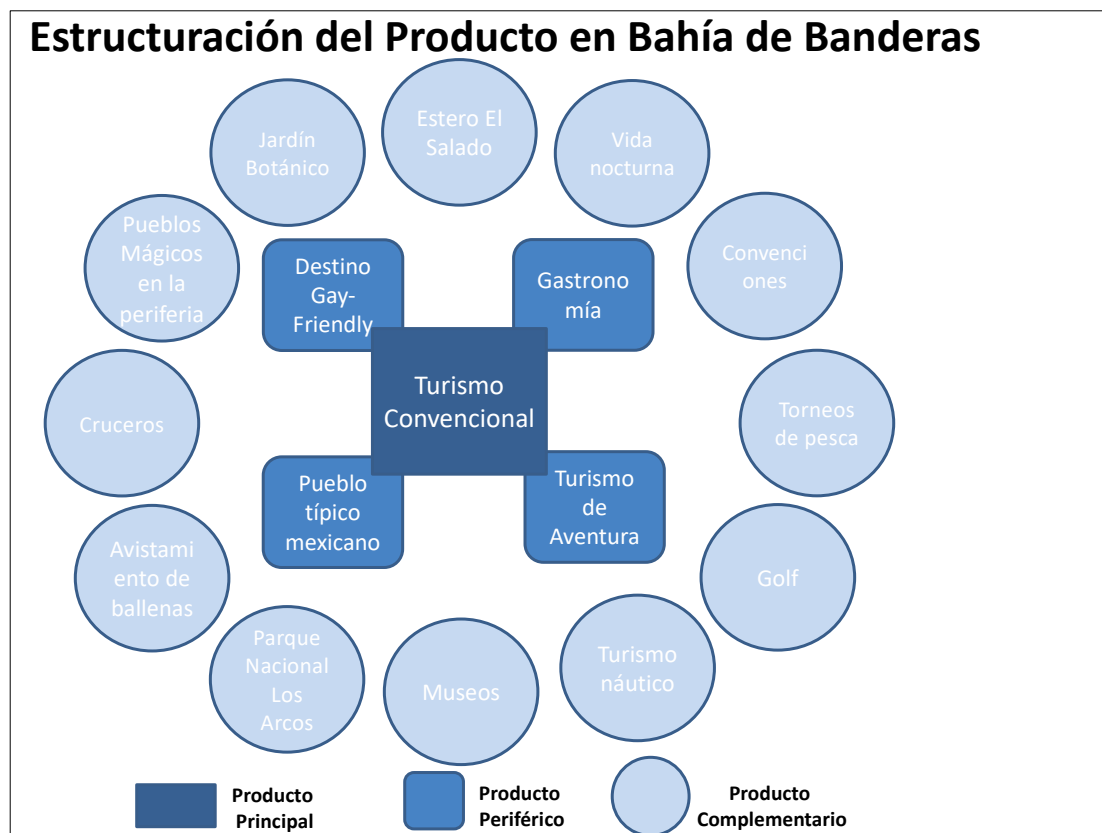 Estructuración del Producto en Bahía de Banderas
Estero El
Salado
Jardín
Botánico
Vida
nocturna
Pueblos
Mágicos
en la
periferia
Convenci
ones
Destino
Gay-
Friendly
Gastrono
mía
Turismo
Convencional
Cruceros
Torneos
de pesca
Pueblo
típico
mexicano
Turismo
de
Aventura
Avistami
ento de
ballenas
Golf
Parque
Nacional
Los
Arcos
Museos
Turismo
náutico
Producto
Principal
Producto
Periférico
Producto
Complementario